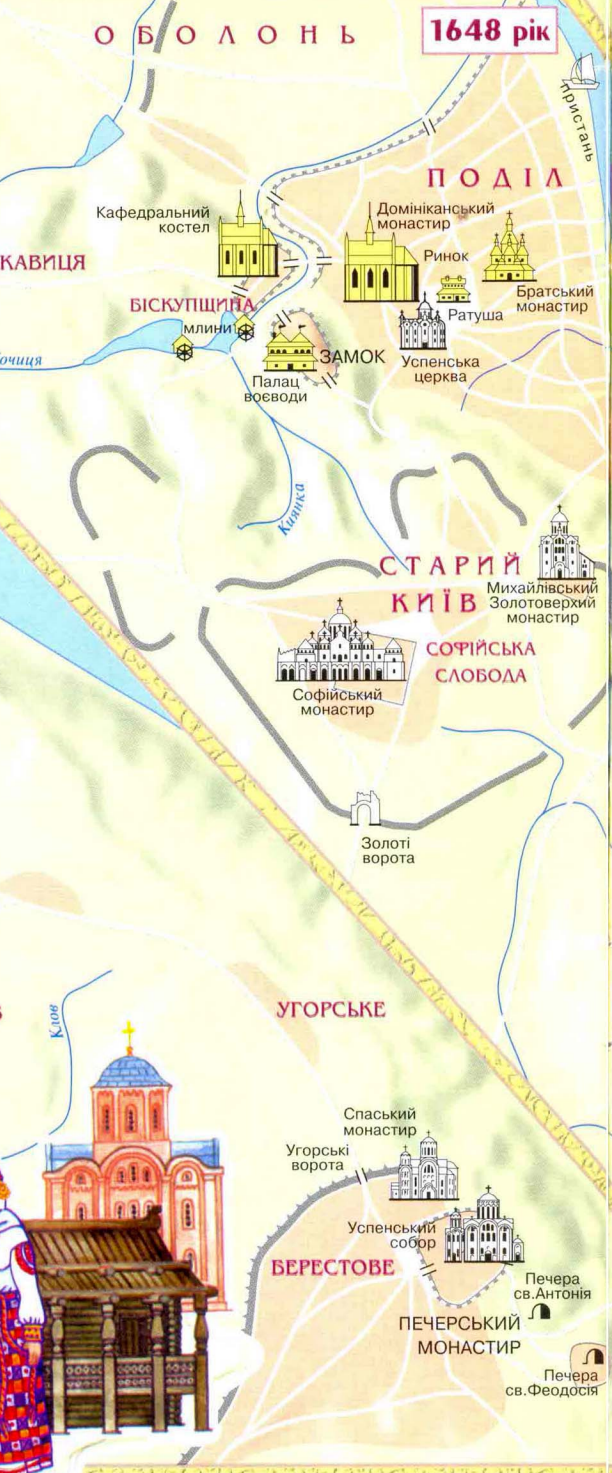 ОБОЛОНЬ
1648 рік
пристань
ПОДІЛ
Кафедральний
костел
Домініканський
монастир
Ринок
Братський
монастир
КАВИЦЯ
БІСКУПЩИНА
млини
Ратуша
Успенська
церква
ЗАМОК
Палац
воєводи
очиця
Киянка
СТАРИЙ
КИЇВ
Михайлівський
Золотоверхий
монастир
СОФІЙСЬКА
СЛОБОДА
Софійський
монастир
Золоті
ворота
УГОРСЬКЕ
Клов
Спаський
монастир
Угорські
ворота
Успенський
собор
БЕРЕСТОВЕ
Печера
св.Антонія
ПЕЧЕРСЬКИЙ
МОНАСТИР
Печера
св.Феодосія